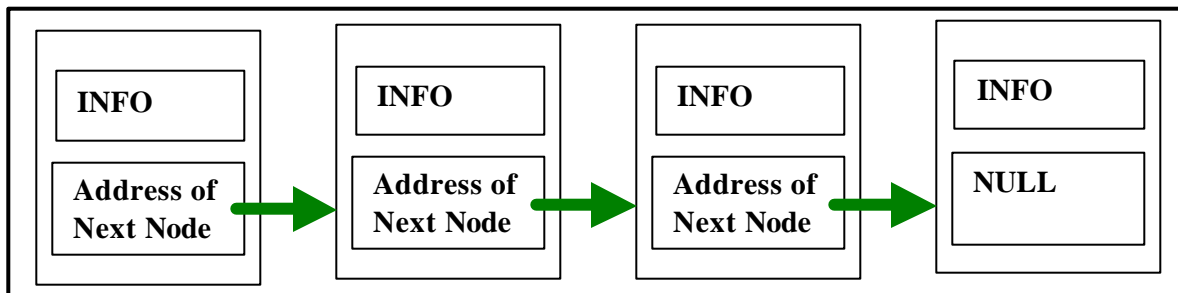 INFO
Address of
Next Node
INFO
Address of
Next Node
INFO
Address of
Next Node
INFO
NULL